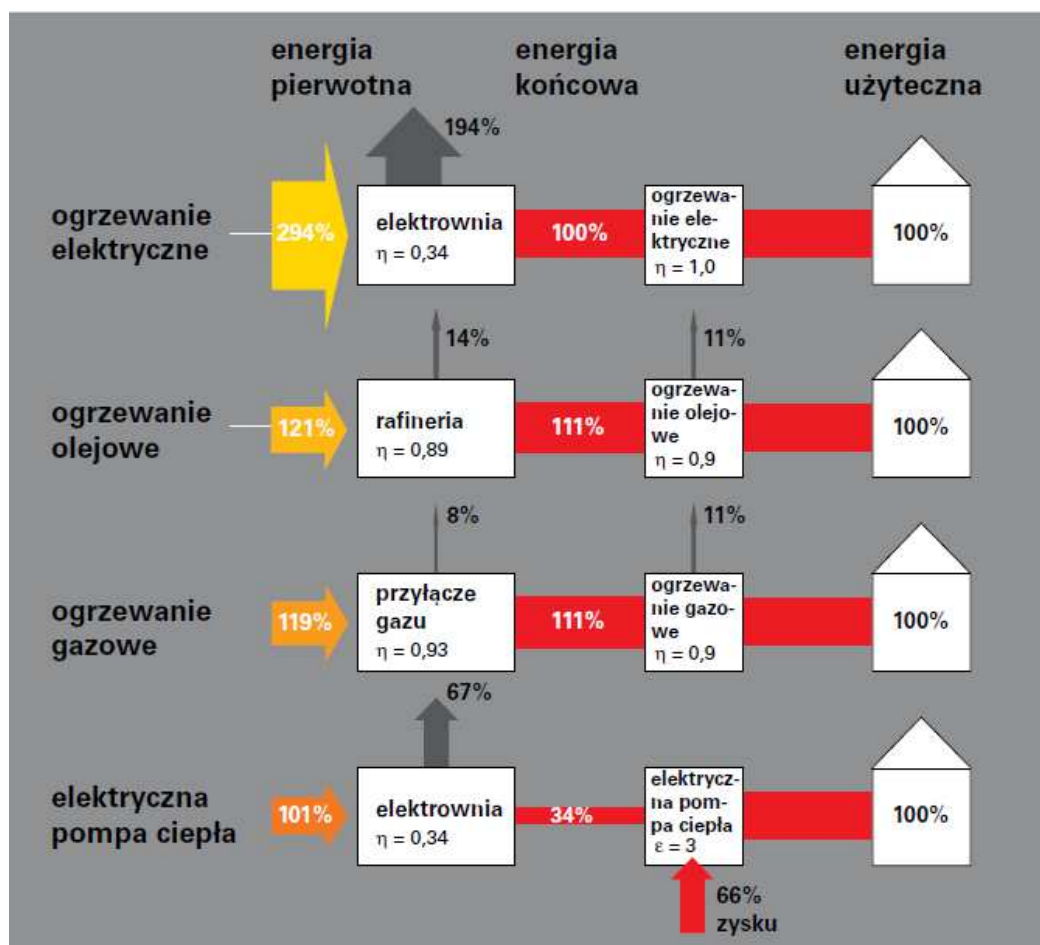 energia
pierwotna
energia
końcowa
energia
użyteczna
194%
ogrzewanie
elektryczne
294%
elektrownia
η = 0,34
100%
ogrzewa-
nie ele-
ktryczne
η = 1,0
100%
14%
11%
ogrzewanie
olejowe
121%
rafineria
η = 0,89
111%
ogrzewa-
nie olejo-
we
η = 0,9
100%
8%
11%
ogrzewanie
gazowe
119%
przyłącze
gazu
η = 0,93
111%
ogrzewa-
nie gazo-
we
η = 0,9
100%
67%
elektryczna
pompa ciepła
101%
elektrownia
η = 0,34
34%
elektrycz-
na pom-
pa ciepła
ε = 3
100%
66%
zysku